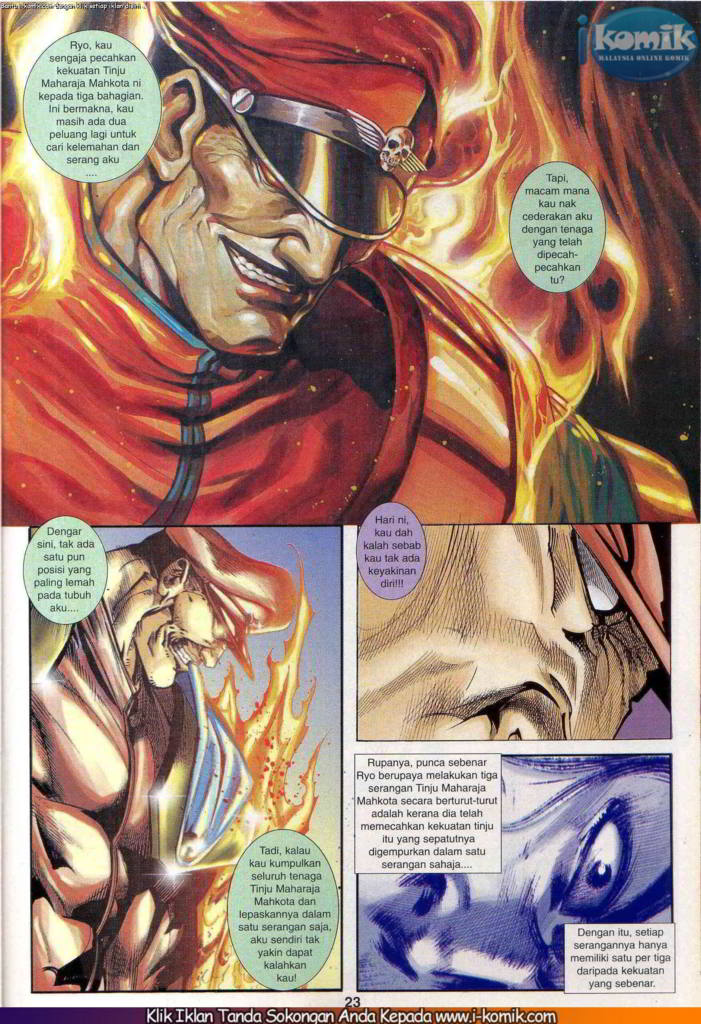 komik
MALAYSIA ONLINE KOMIK
Ryo, kau
sengaja pecahkan
kekuatan Tinju
Maharaja Mahkota ni
kepada tiga bahagian.
Ini bermakna, kau
masih ada dua
peluang lagi untuk
cari kelemahan dan
serang aku
....
Tapi,
macam mana
kau nak
cederakan aku
dengan tenaga
yang telah
dipecah-
pecahkan
tu?
Dengar
sini, tak ada
satu pun
posisi yang
paling lemah
pada tubuh
aku....
Hari ni,
kau dah
kalah sebab
kau tak ada
keyakinan
diri!!!
Tadi, kalau
kau kumpulkan
seluruh tenaga
Tinju Maharaja
Mahkota dan
lepaskannya dalam
satu serangan saja,
aku sendiri tak
yakin dapat
kalahkan
kau!
Rupanya, punca sebenar
Ryo berupaya melakukan tiga
serangan Tinju Maharaja
Mahkota secara berturut-turut
adalah kerana dia telah
memecahkan kekuatan tinju
itu yang sepatutnya
digempurkan dalam satu
serangan sahaja....
Dengan itu, setiap
serangannya hanya
memiliki satu per tiga
daripada kekuatan
yang sebenar.
23
Klik Iklan Tanda Sokongan Anda Kepada www.i-komik.com